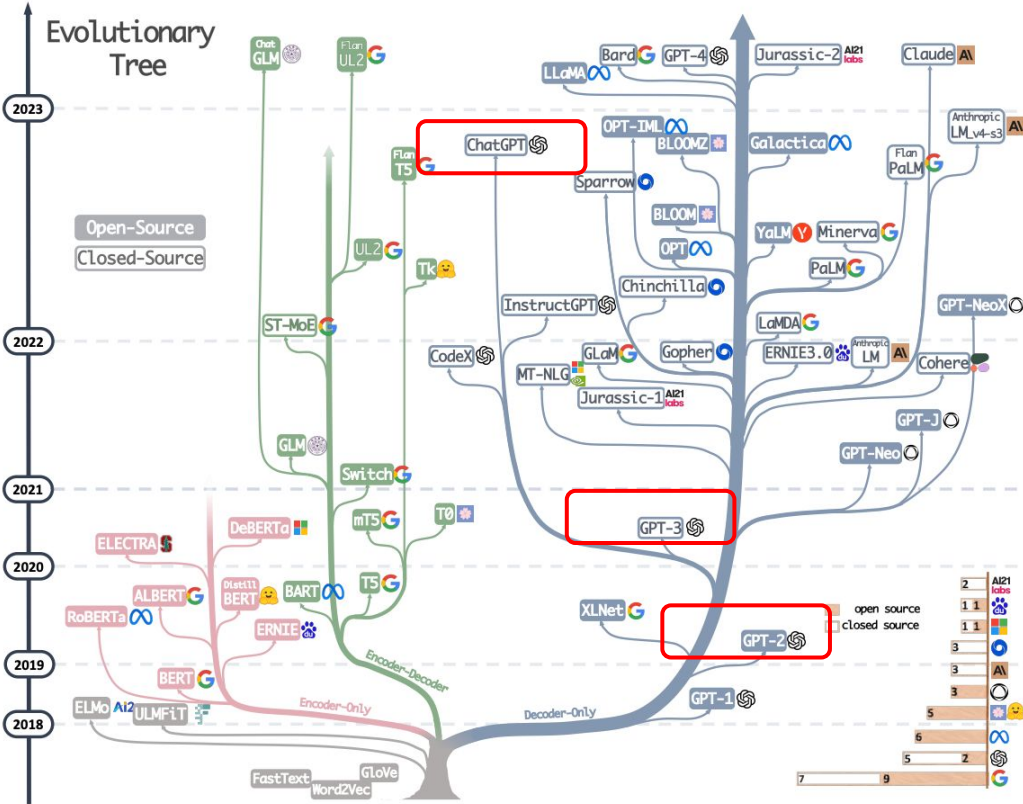 Evolutionary
Tree
Chat
GLM
Flan
UL2
Bard
GPT-4
Jurassic-2
AI21
labs
Claude
A\
LLaMA
2023
OPT-IML
BLOOMZ
Galactica
Anthropic
LM_v4-s3
A\
ChatGPT
Flan
T5
Flan
PaLM
Sparrow
Open-Source
Closed-Source
BLOOM
YaLM
Y
Minerva
UL2
OPT
Tk
PaLM
Chinchilla
InstructGPT
GPT-NeoX
ST-MoE
LaMDA
2022
CodeX
GLaM
Gopher
ERNIE3.0
du
Anthropic
LM
A\
Cohere
MT-NLG
Jurassic-1
AI21
labs
GPT-J
GLM
GPT-Neo
Switch
2021
mT5
T0
DeBERTa
GPT-3
ELECTRA
S
2020
Distill
BERT
ALBERT
BART
T5
RoBERTa
XLNet
ERNIE
du
GPT-2
open source
closed source
2
AI21
labs
1 1
du
1 1
3
3
A\
3
5
6
5 2
7 9
2019
Encoder-Decoder
BERT
Encoder-Only
Decoder-Only
GPT-1
ELMo
Ai2
ULMFiT
2018
FastText
Word2Vec
GloVe